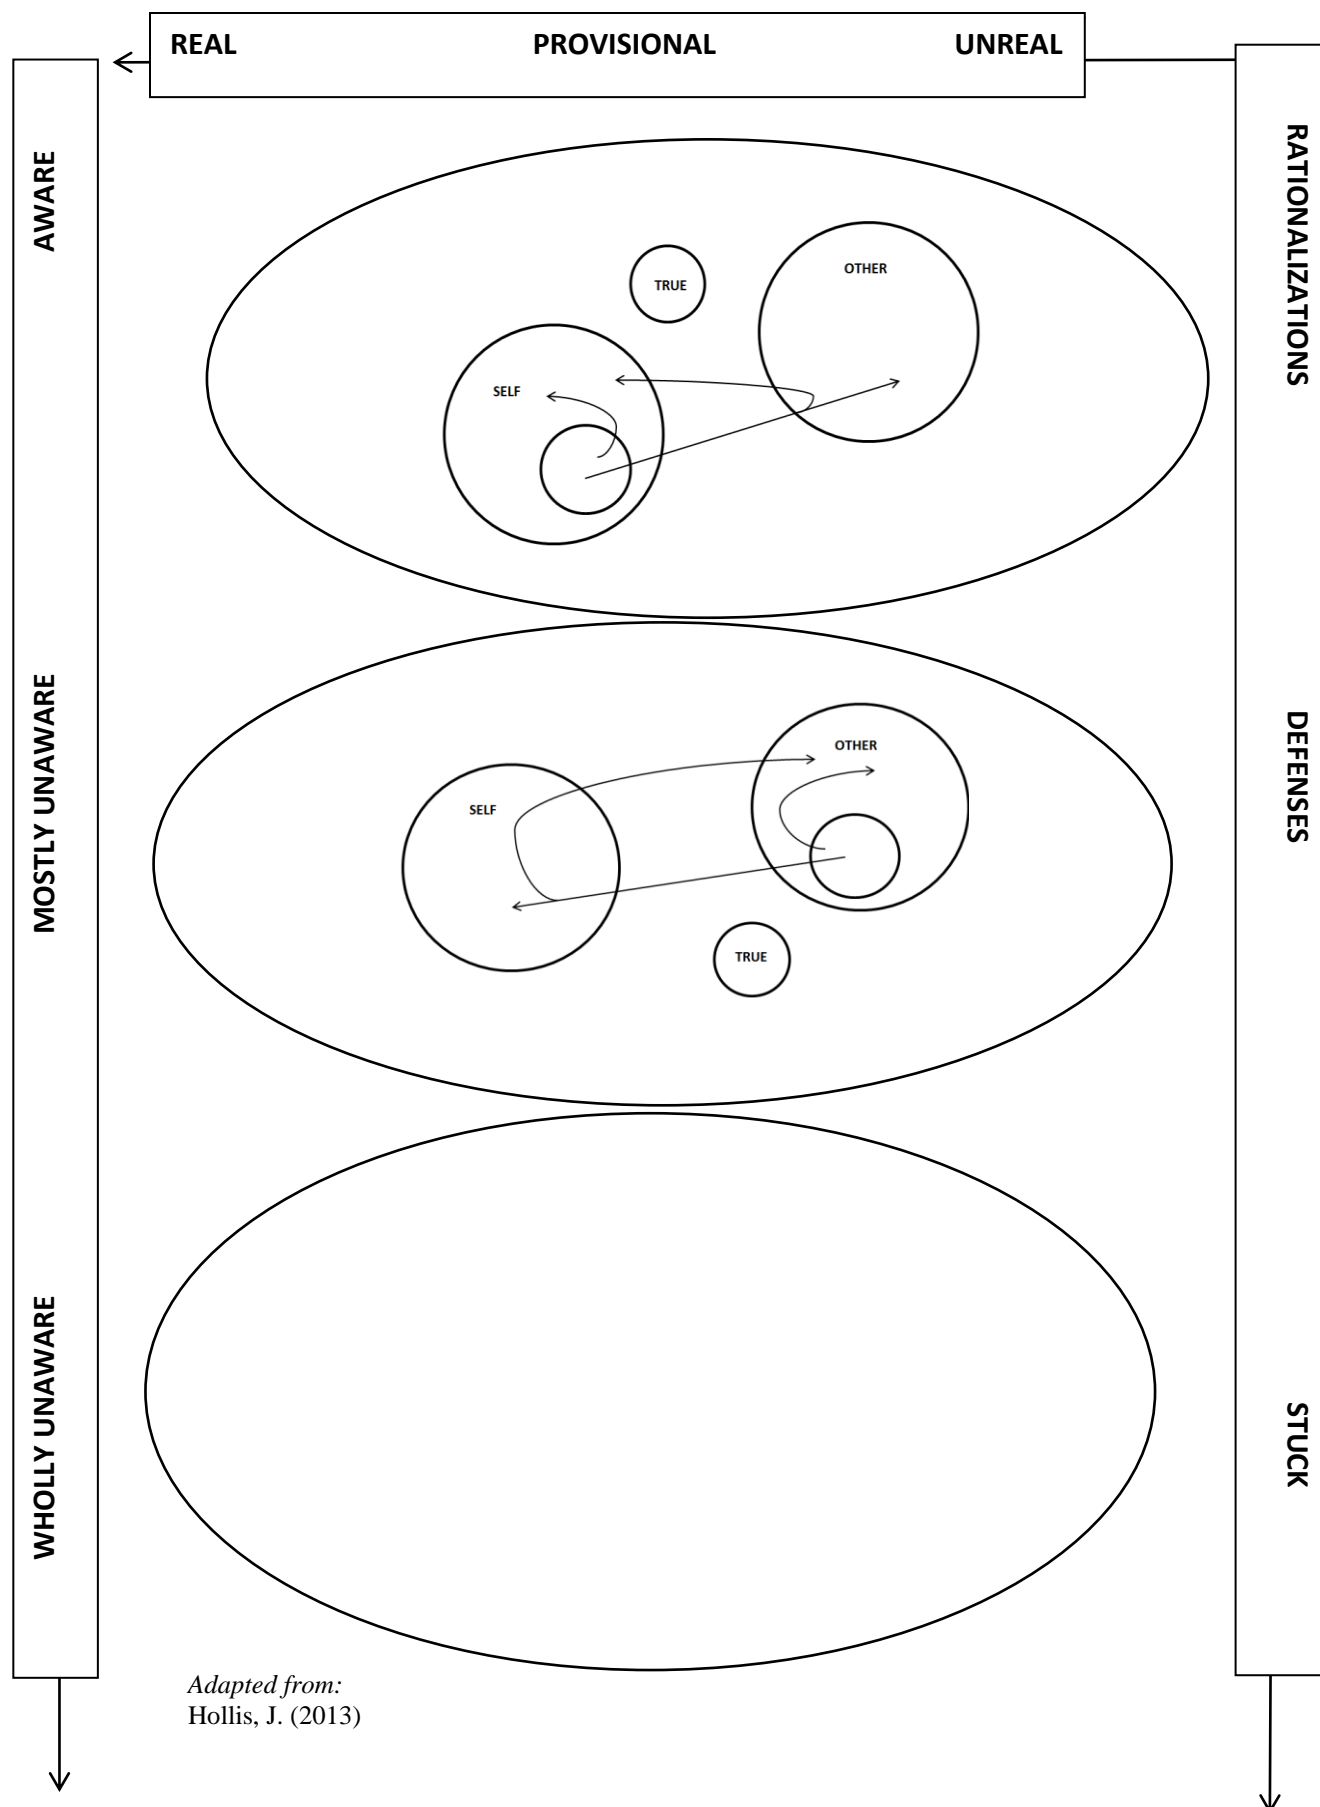 REAL PROVISIONAL UNREAL
AWARE
RATIONALIZATIONS
TRUE
OTHER
SELF
MOSTLY UNAWARE
DEFENSES
OTHER
SELF
TRUE
WHOLLY UNAWARE
STUCK
Adapted from:
Hollis, J. (2013)